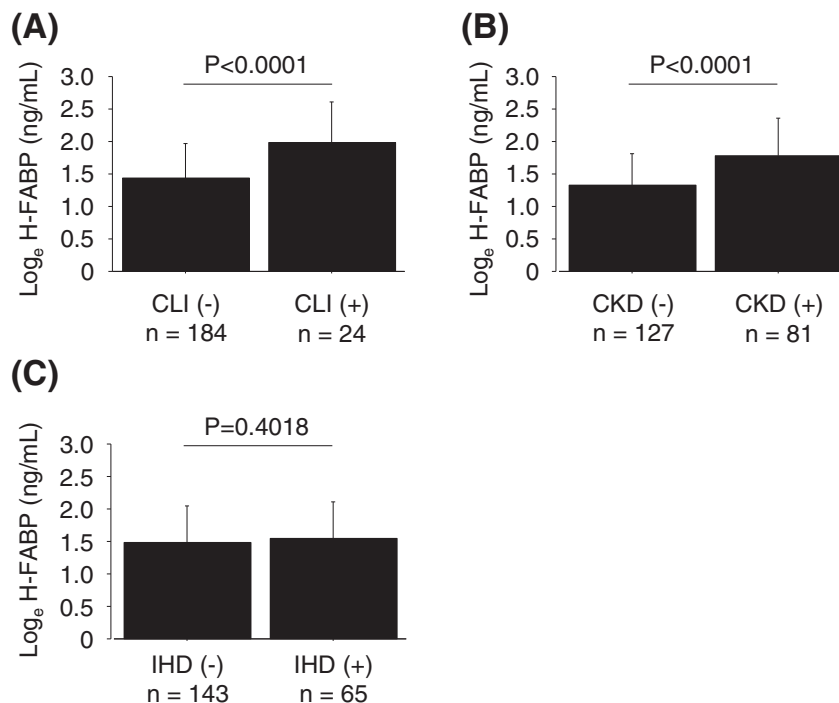 (A)
P<0.0001
Logₑ H-FABP (ng/mL)
3.0
2.5
2.0
1.5
1.0
0.5
0
CLI (-)
n = 184
CLI (+)
n = 24
(B)
P<0.0001
Logₑ H-FABP (ng/mL)
3.0
2.5
2.0
1.5
1.0
0.5
0
CKD (-)
n = 127
CKD (+)
n = 81
(C)
P=0.4018
Logₑ H-FABP (ng/mL)
3.0
2.5
2.0
1.5
1.0
0.5
0
IHD (-)
n = 143
IHD (+)
n = 65